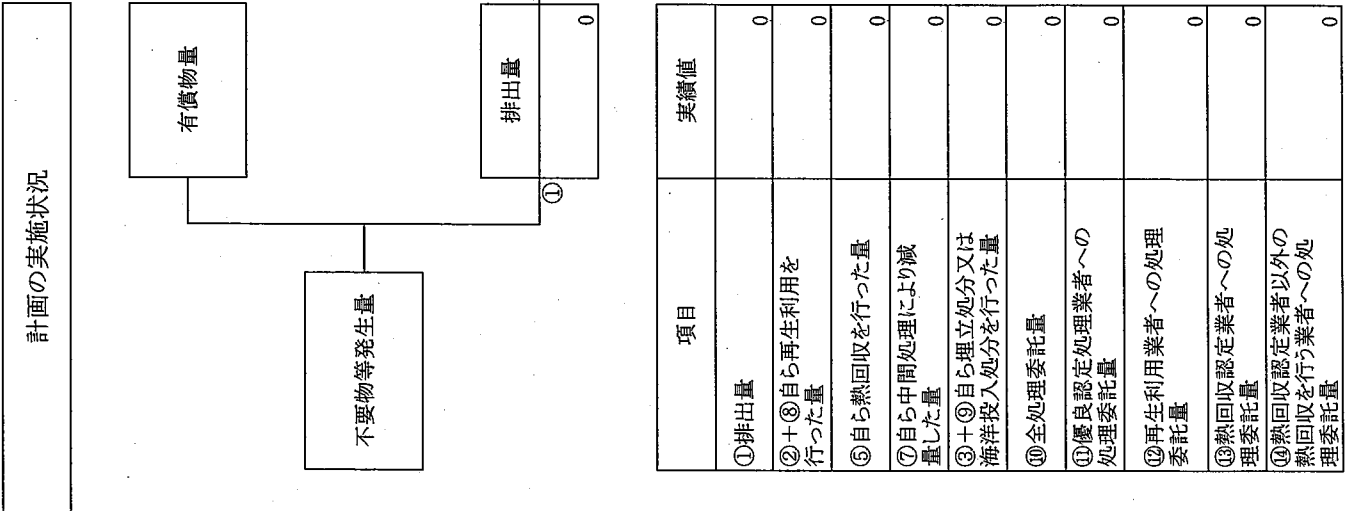 計画の実施状況
有償物量
不要物等発生量
①
排出量
0
項目
実績値
①排出量
0
②+⑧自ら再生利用を
行った量
0
⑤自ら熱回収を行った量
0
⑦自ら中間処理により減
量した量
0
③+⑨自ら埋立処分又は
海洋投入処分を行った量
0
⑩全処理委託量
0
⑪優良認定処理業者への
処理委託量
0
⑫再生利用業者への処理
委託量
0
⑬熱回収認定業者への処
理委託量
0
⑭熱回収認定業者以外の
熱回収を行う業者への処
理委託量
0